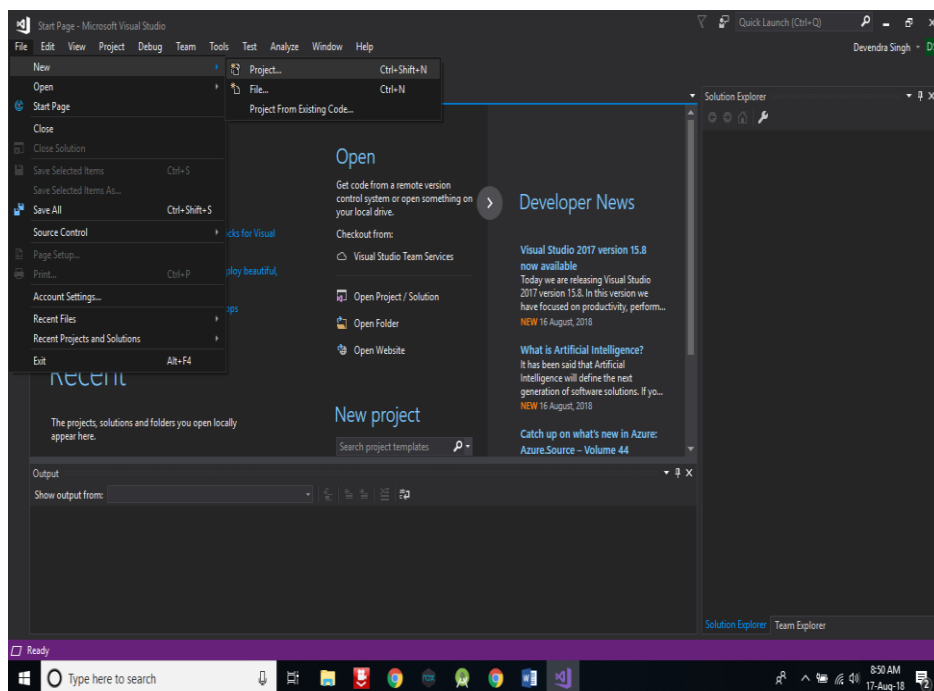 Start Page - Microsoft Visual Studio
Quick Launch (Ctrl+Q)
File Edit View Project Debug Team Tools Test Analyze Window Help
Devendra Singh
New
Open
Start Page
Close
Close Solution
Save Selected Items Ctrl+S
Save Selected Items As...
Save All Ctrl+Shift+S
Source Control
Page Setup...
Print... Ctrl+P
Account Settings...
Recent Files
Recent Projects and Solutions
Exit Alt+F4
Project... Ctrl+Shift+N
File... Ctrl+N
Project From Existing Code...
cks for Visual
ploy beautiful,
ops
Recent
The projects, solutions and folders you open locally
appear here.
Open
Get code from a remote version
control system or open something on
your local drive.
Checkout from:
Visual Studio Team Services
Open Project / Solution
Open Folder
Open Website
New project
Search project templates
Developer News
Visual Studio 2017 version 15.8
now available
Today we are releasing Visual Studio
2017 version 15.8. In this version we
have focused on productivity, perform...
NEW 16 August, 2018
What is Artificial Intelligence?
It has been said that Artificial
Intelligence will define the next
generation of software solutions. If yo...
NEW 16 August, 2018
Catch up on what's new in Azure:
Azure.Source – Volume 44
Solution Explorer
Output
Show output from:
Solution Explorer Team Explorer
Ready
Type here to search
8:50 AM
17-Aug-18
2